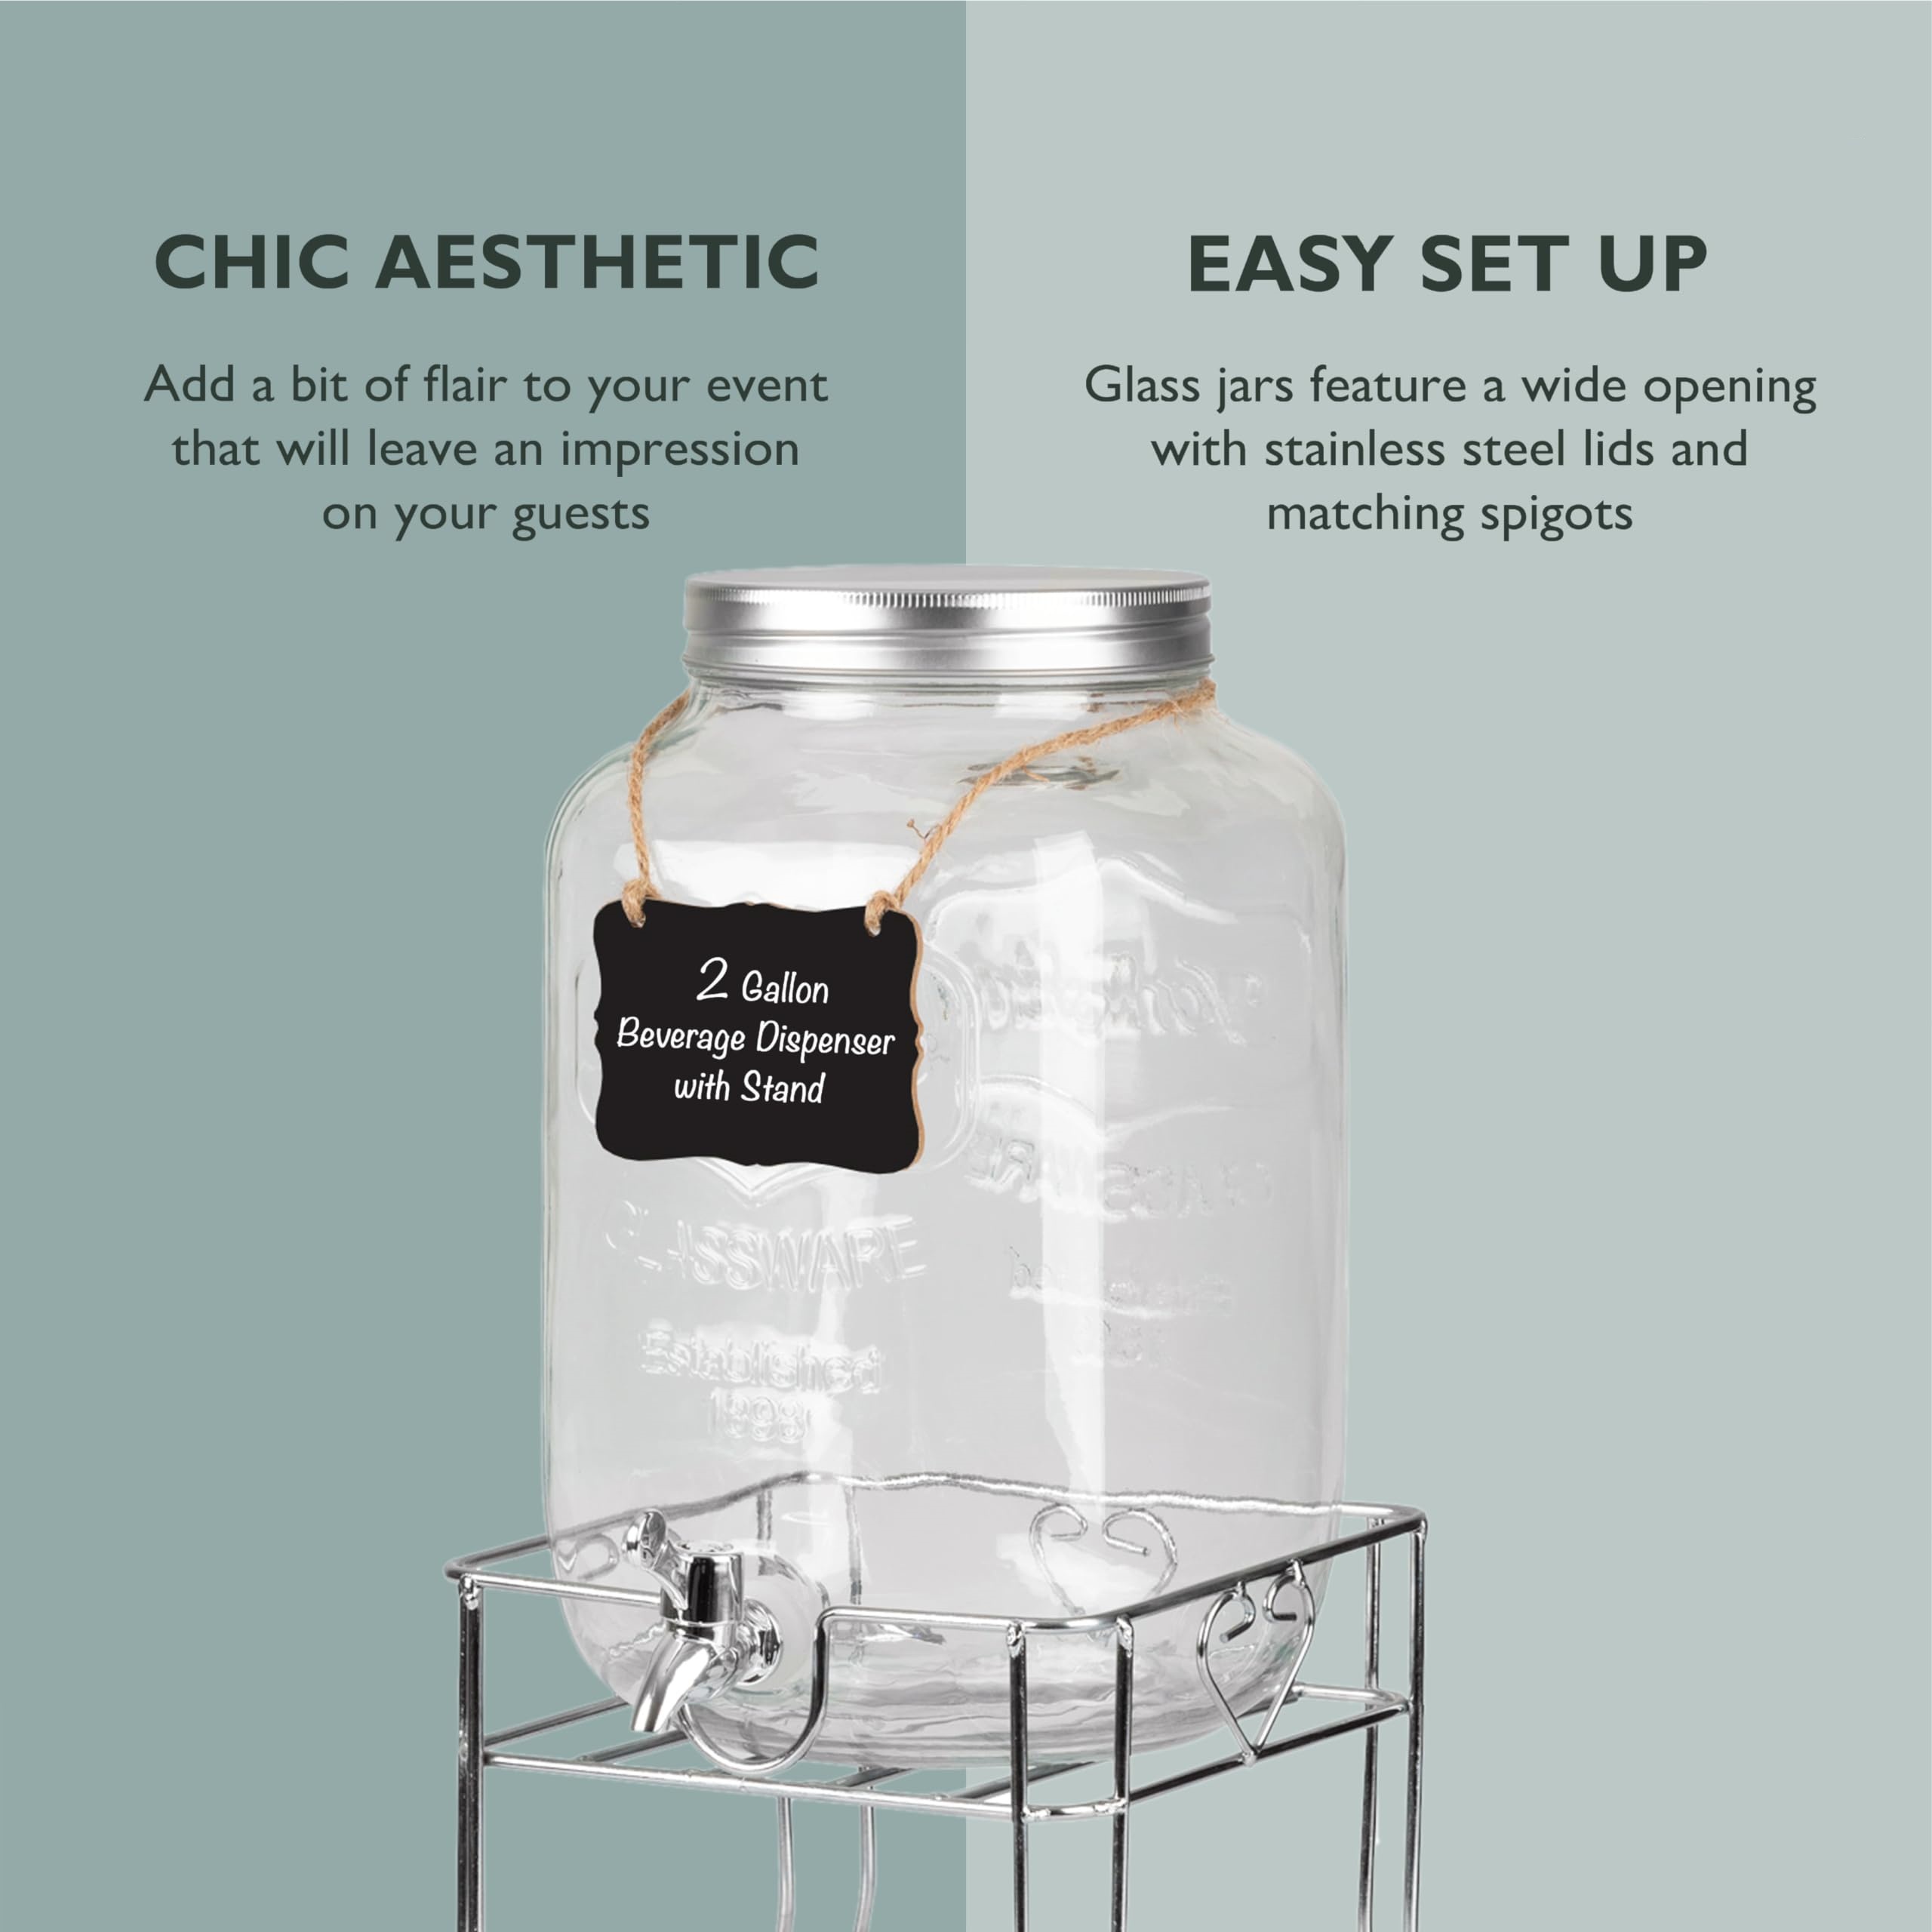 CHIC AESTHETIC
Add a bit of flair to your event
that will leave an impression
on your guests
EASY SET UP
Glass jars feature a wide opening
with stainless steel lids and
matching spigots
2 Gallon
Beverage Dispenser
with Stand
GLASSWARE
Established
1898